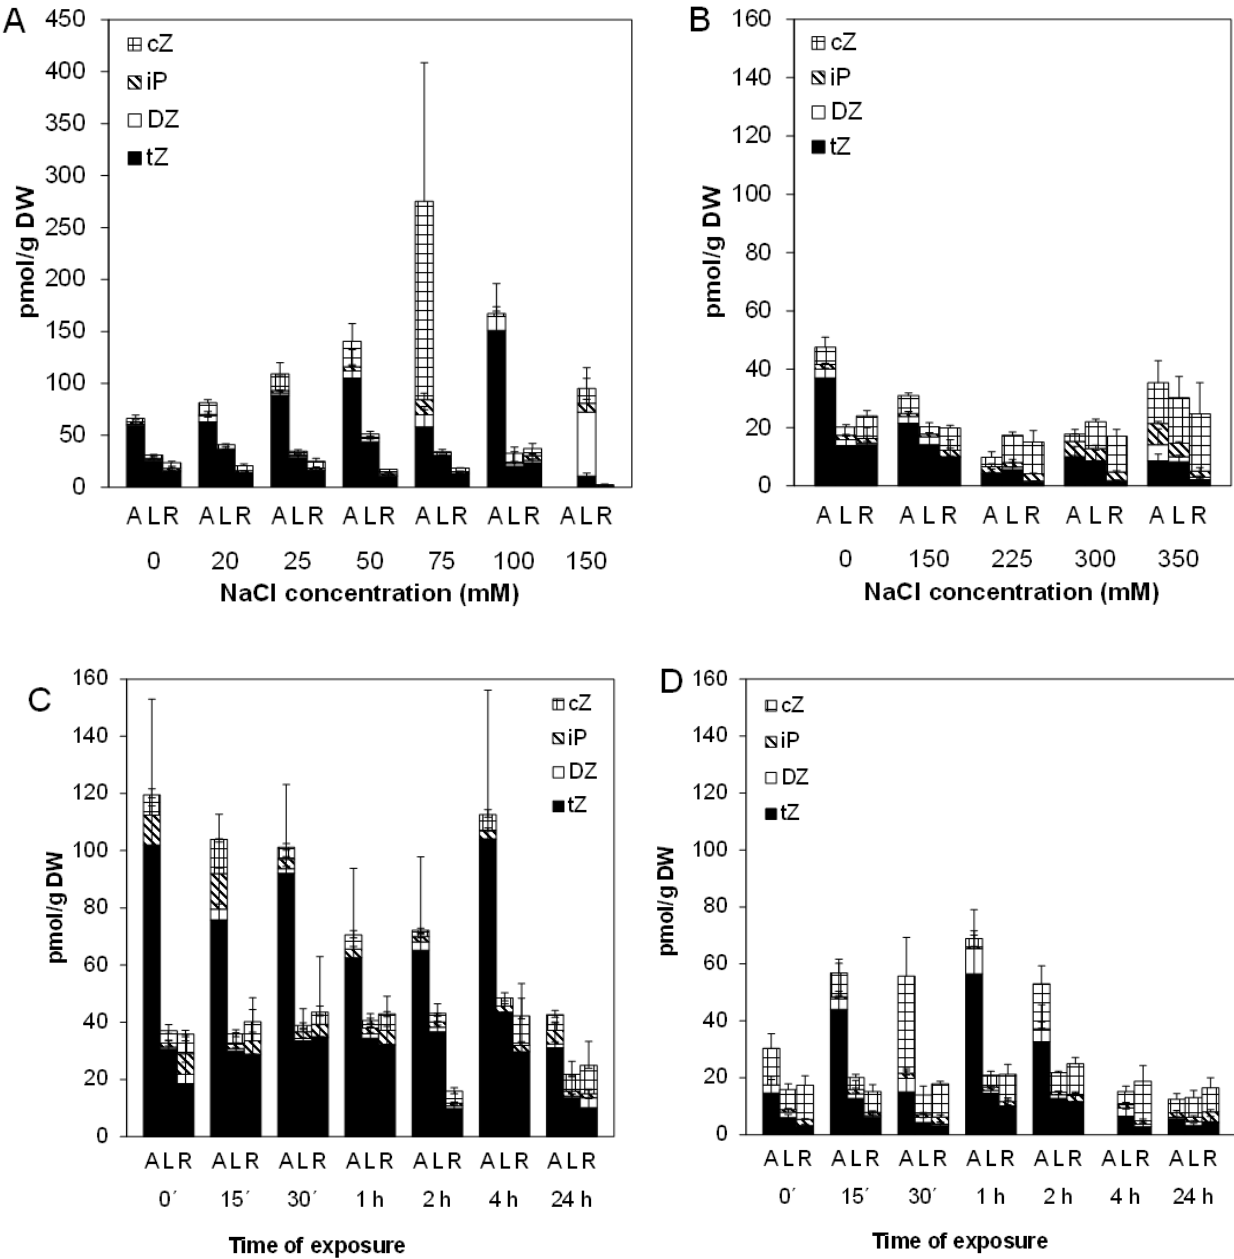 A
450
400
350
300
250
200
150
100
50
0
pmol/g DW
cZ
iP
DZ
tZ
A L R A L R A L R A L R A L R A L R A L R
0 20 25 50 75 100 150
NaCl concentration (mM)
B
160
140
120
100
80
60
40
20
0
pmol/g DW
cZ
iP
DZ
tZ
A L R A L R A L R A L R A L R
0 150 225 300 350
NaCl concentration (mM)
C
160
140
120
100
80
60
40
20
0
pmol/g DW
cZ
iP
DZ
tZ
A L R A L R A L R A L R A L R A L R A L R
0´ 15´ 30´ 1 h 2 h 4 h 24 h
Time of exposure
D
160
140
120
100
80
60
40
20
0
pmol/g DW
cZ
iP
DZ
tZ
A L R A L R A L R A L R A L R A L R A L R
0´ 15´ 30´ 1 h 2 h 4 h 24 h
Time of exposure